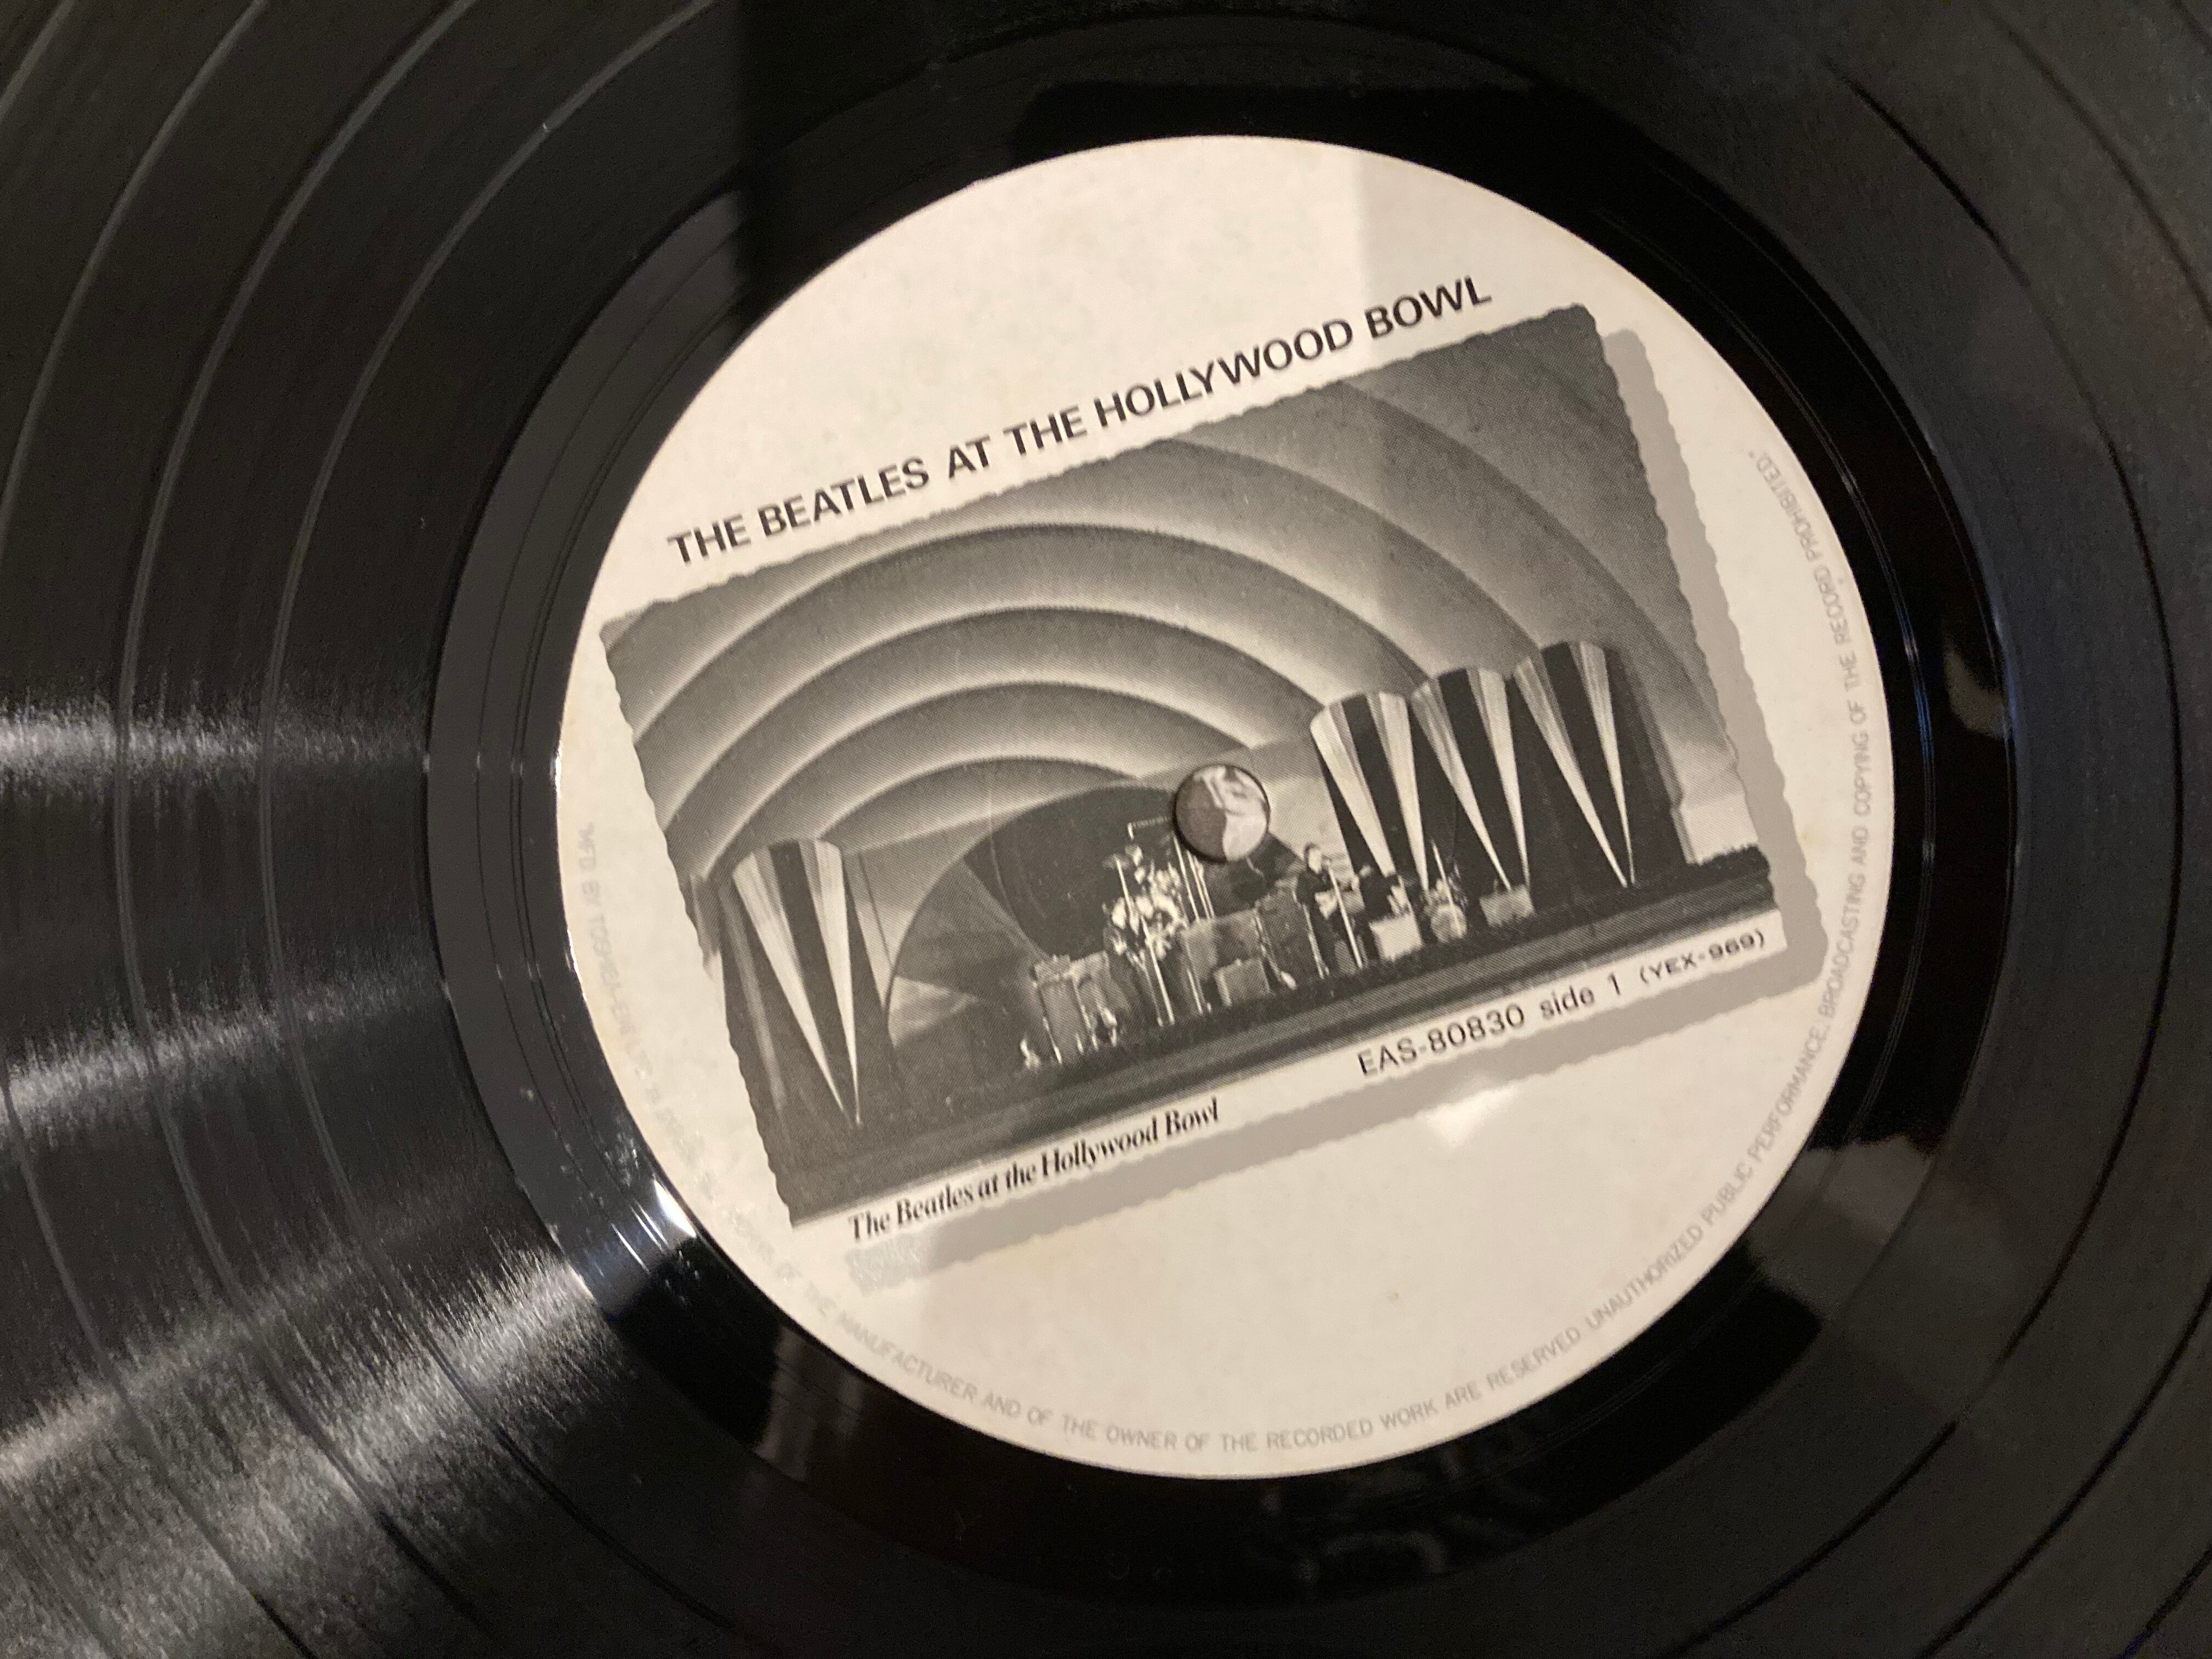 THE BEATLES AT THE HOLLYWOOD BOWL
The Beatles at the Hollywood Bowl
EAS-80830 side 1 (YEX-969)
MFD. BY TOSHIBA-EMI
OF THE MANUFACTURER AND OF THE OWNER OF THE RECORDED WORK ARE RESERVED UNAUTHORIZED PUBLIC PERFORMANCE, BROADCASTING AND COPYING OF THE RECORD PROHIBITED.